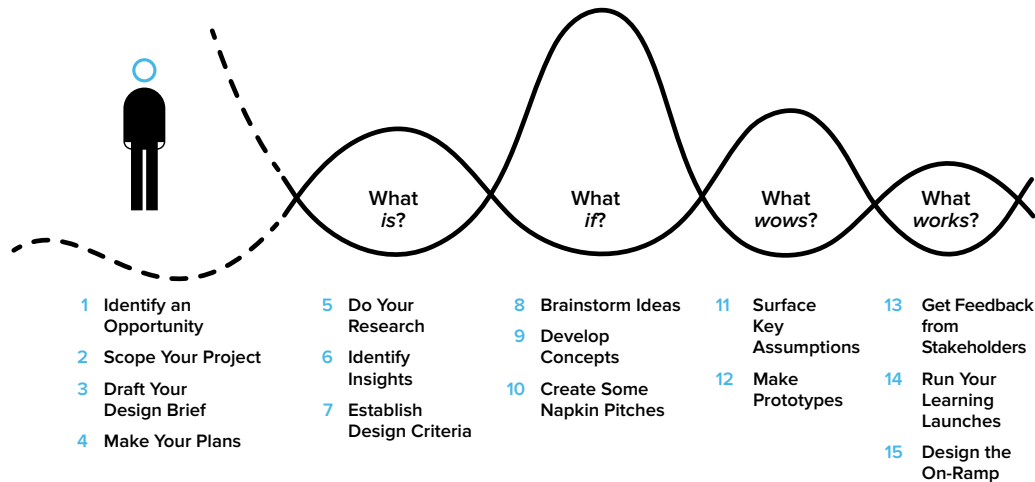 What
is?
What
if?
What
wows?
What
works?
1 Identify an
Opportunity
2 Scope Your Project
3 Draft Your
Design Brief
4 Make Your Plans
5 Do Your
Research
6 Identify
Insights
7 Establish
Design Criteria
8 Brainstorm Ideas
9 Develop
Concepts
10 Create Some
Napkin Pitches
11 Surface
Key
Assumptions
12 Make
Prototypes
13 Get Feedback
from
Stakeholders
14 Run Your
Learning
Launches
15 Design the
On-Ramp